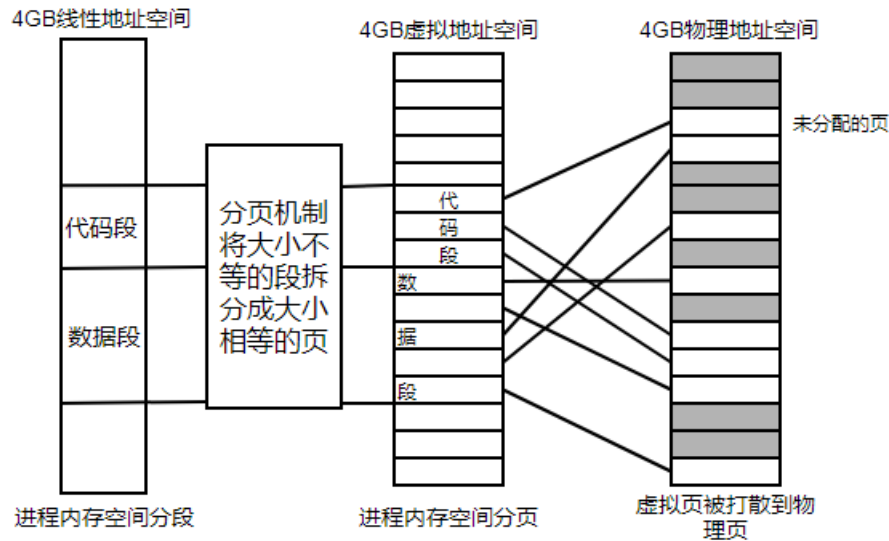 4GB线性地址空间
4GB虚拟地址空间
4GB物理地址空间
未分配的页
代码段
数据段
分页机制
将大小不
等的段拆
分成大小
相等的页
代
码
段
数
据
段
进程内存空间分段
进程内存空间分页
虚拟页被打散到物
理页